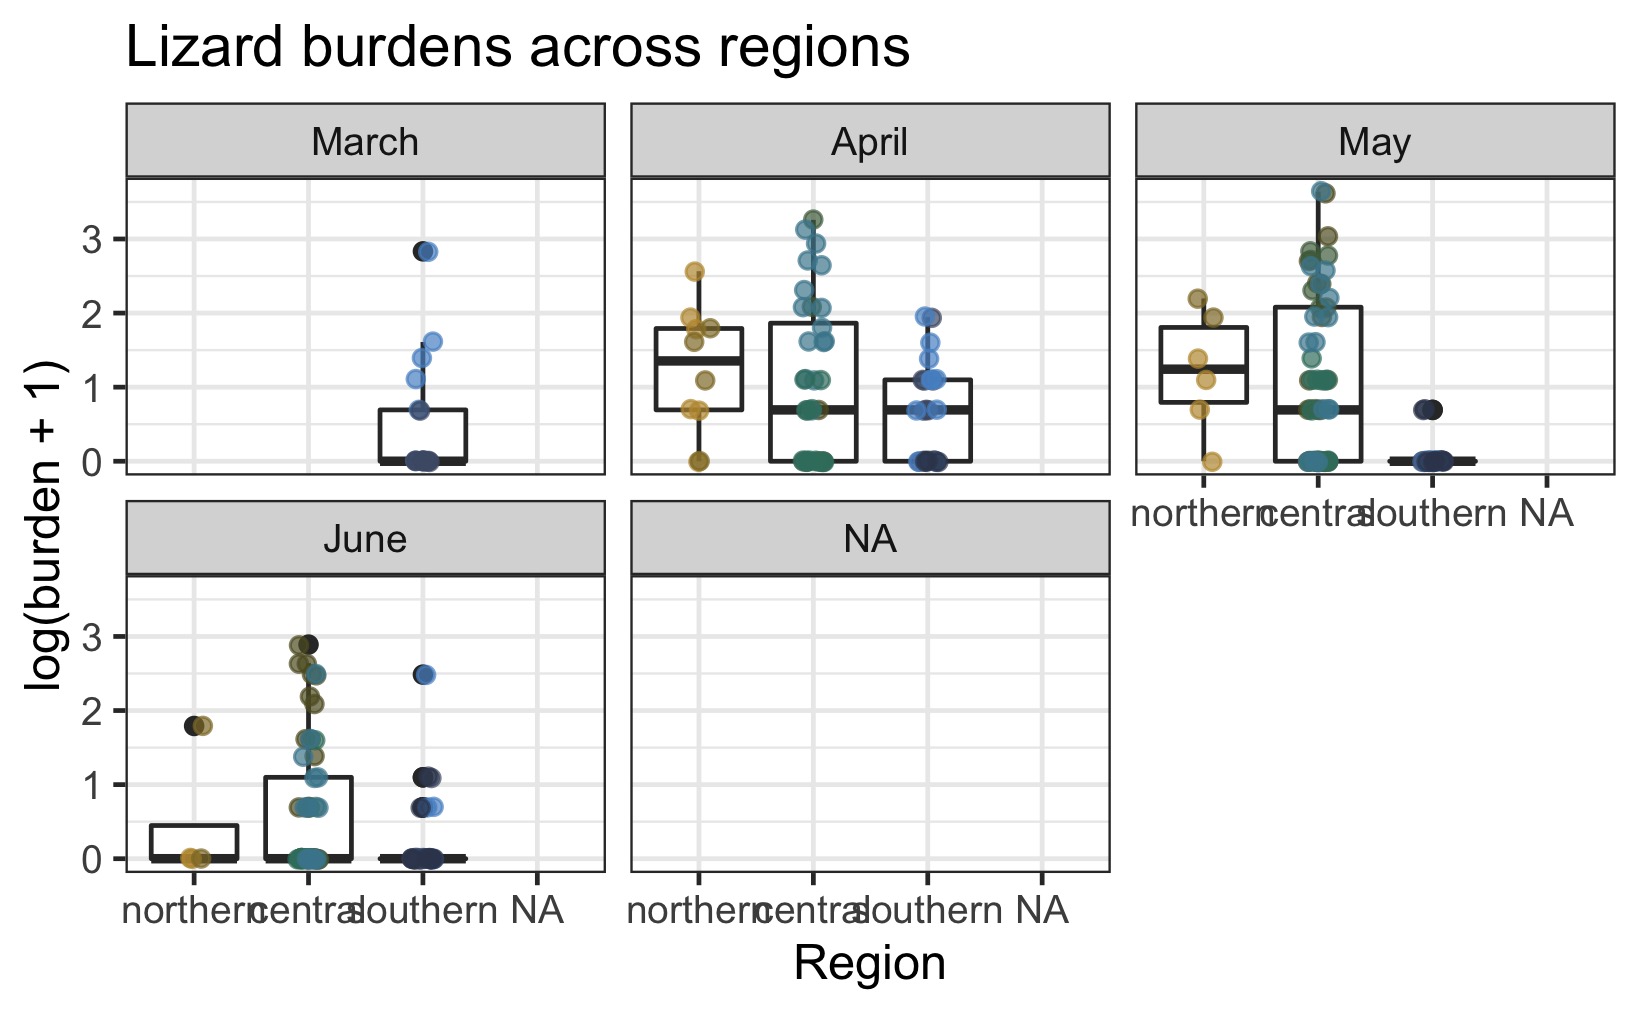 Lizard burdens across regions
March
April
May
log(burden + 1)
3
2
1
0
northern central southern NA
June
NA
3
2
1
0
northern central southern NA
northern central southern NA
Region